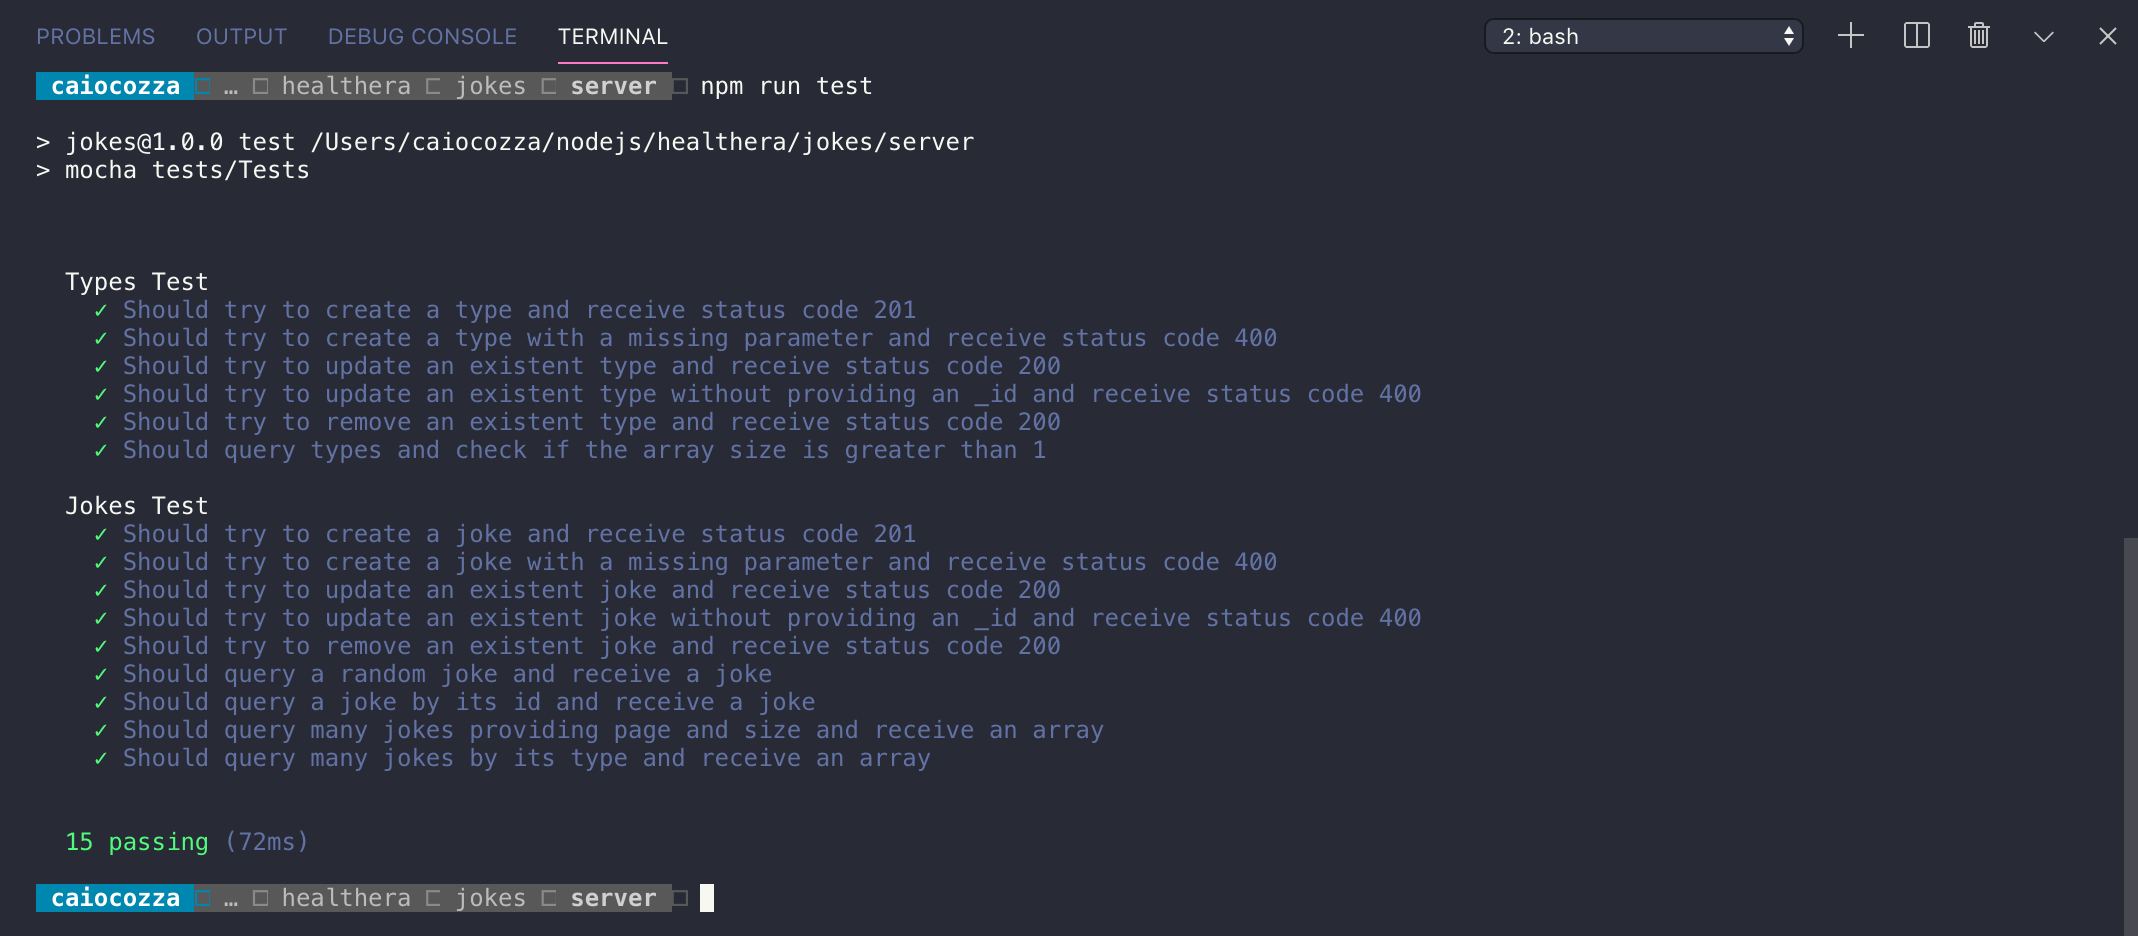 PROBLEMS OUTPUT DEBUG CONSOLE TERMINAL 2: bash
caiocozza … healthera jokes server npm run test
> jokes@1.0.0 test /Users/caiocozza/nodejs/healthera/jokes/server
> mocha tests/Tests
Types Test
✓ Should try to create a type and receive status code 201
✓ Should try to create a type with a missing parameter and receive status code 400
✓ Should try to update an existent type and receive status code 200
✓ Should try to update an existent type without providing an _id and receive status code 400
✓ Should try to remove an existent type and receive status code 200
✓ Should query types and check if the array size is greater than 1
Jokes Test
✓ Should try to create a joke and receive status code 201
✓ Should try to create a joke with a missing parameter and receive status code 400
✓ Should try to update an existent joke and receive status code 200
✓ Should try to update an existent joke without providing an _id and receive status code 400
✓ Should try to remove an existent joke and receive status code 200
✓ Should query a random joke and receive a joke
✓ Should query a joke by its id and receive a joke
✓ Should query many jokes providing page and size and receive an array
✓ Should query many jokes by its type and receive an array
15 passing (72ms)
caiocozza … healthera jokes server